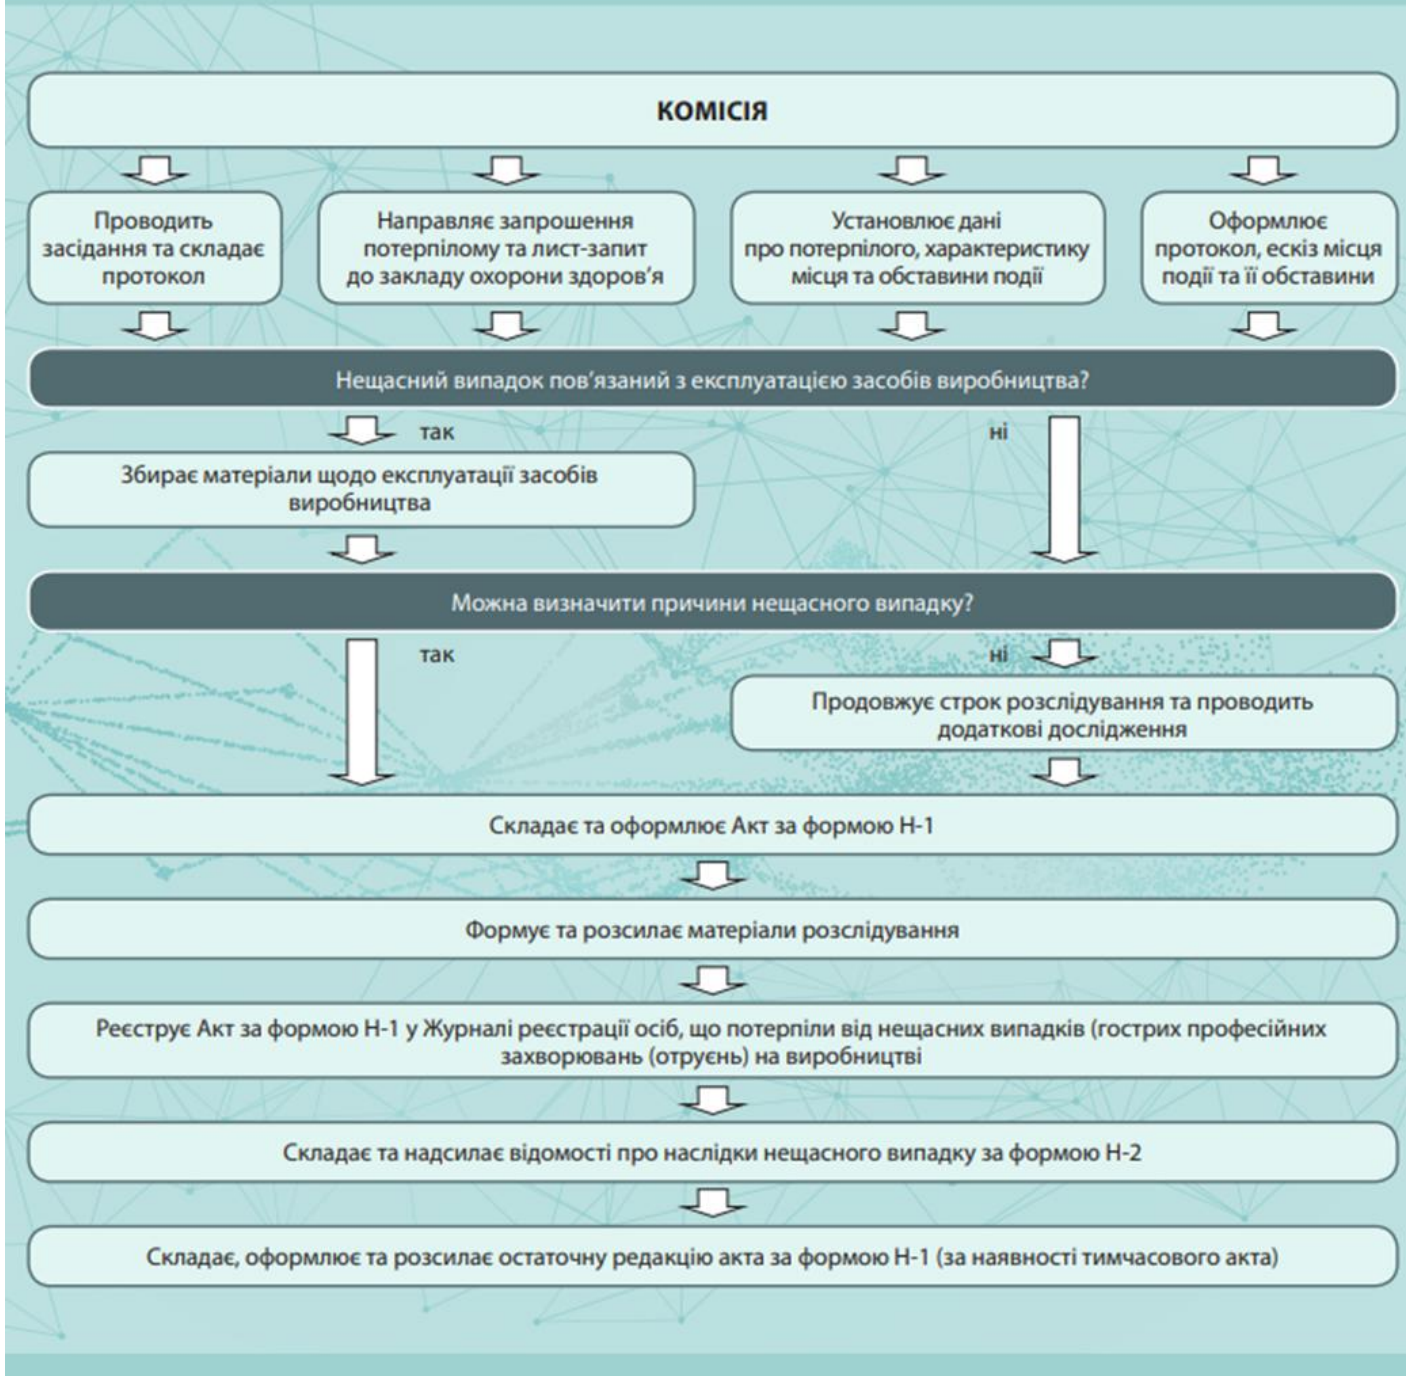 КОМІСІЯ
Проводить
засідання та складає
протокол
Направляє запрошення
потерпілому та лист-запит
до закладу охорони здоров’я
Установлює дані
про потерпілого, характеристику
місця та обставини події
Оформлює
протокол, ескіз місця
події та її обставини
Нещасний випадок пов’язаний з експлуатацією засобів виробництва?
так
ні
Збирає матеріали щодо експлуатації засобів
виробництва
Можна визначити причини нещасного випадку?
так
ні
Продовжує строк розслідування та проводить
додаткові дослідження
Складає та оформлює Акт за формою Н-1
Формує та розсилає матеріали розслідування
Реєструє Акт за формою Н-1 у Журналі реєстрації осіб, що потерпіли від нещасних випадків (гострих професійних
захворювань (отруєнь) на виробництві
Складає та надсилає відомості про наслідки нещасного випадку за формою Н-2
Складає, оформлює та розсилає остаточну редакцію акта за формою Н-1 (за наявності тимчасового акта)